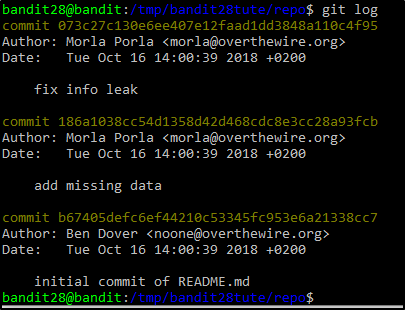 bandit28@bandit:/tmp/bandit28tute/repo$ git log
commit 073c27c130e6ee407e12faad1dd3848a110c4f95
Author: Morla Porla <morla@overthewire.org>
Date:   Tue Oct 16 14:00:39 2018 +0200
fix info leak
commit 186a1038cc54d1358d42d468cdc8e3cc28a93fcb
Author: Morla Porla <morla@overthewire.org>
Date:   Tue Oct 16 14:00:39 2018 +0200
add missing data
commit b67405defc6ef44210c53345fc953e6a21338cc7
Author: Ben Dover <noone@overthewire.org>
Date:   Tue Oct 16 14:00:39 2018 +0200
initial commit of README.md
bandit28@bandit:/tmp/bandit28tute/repo$